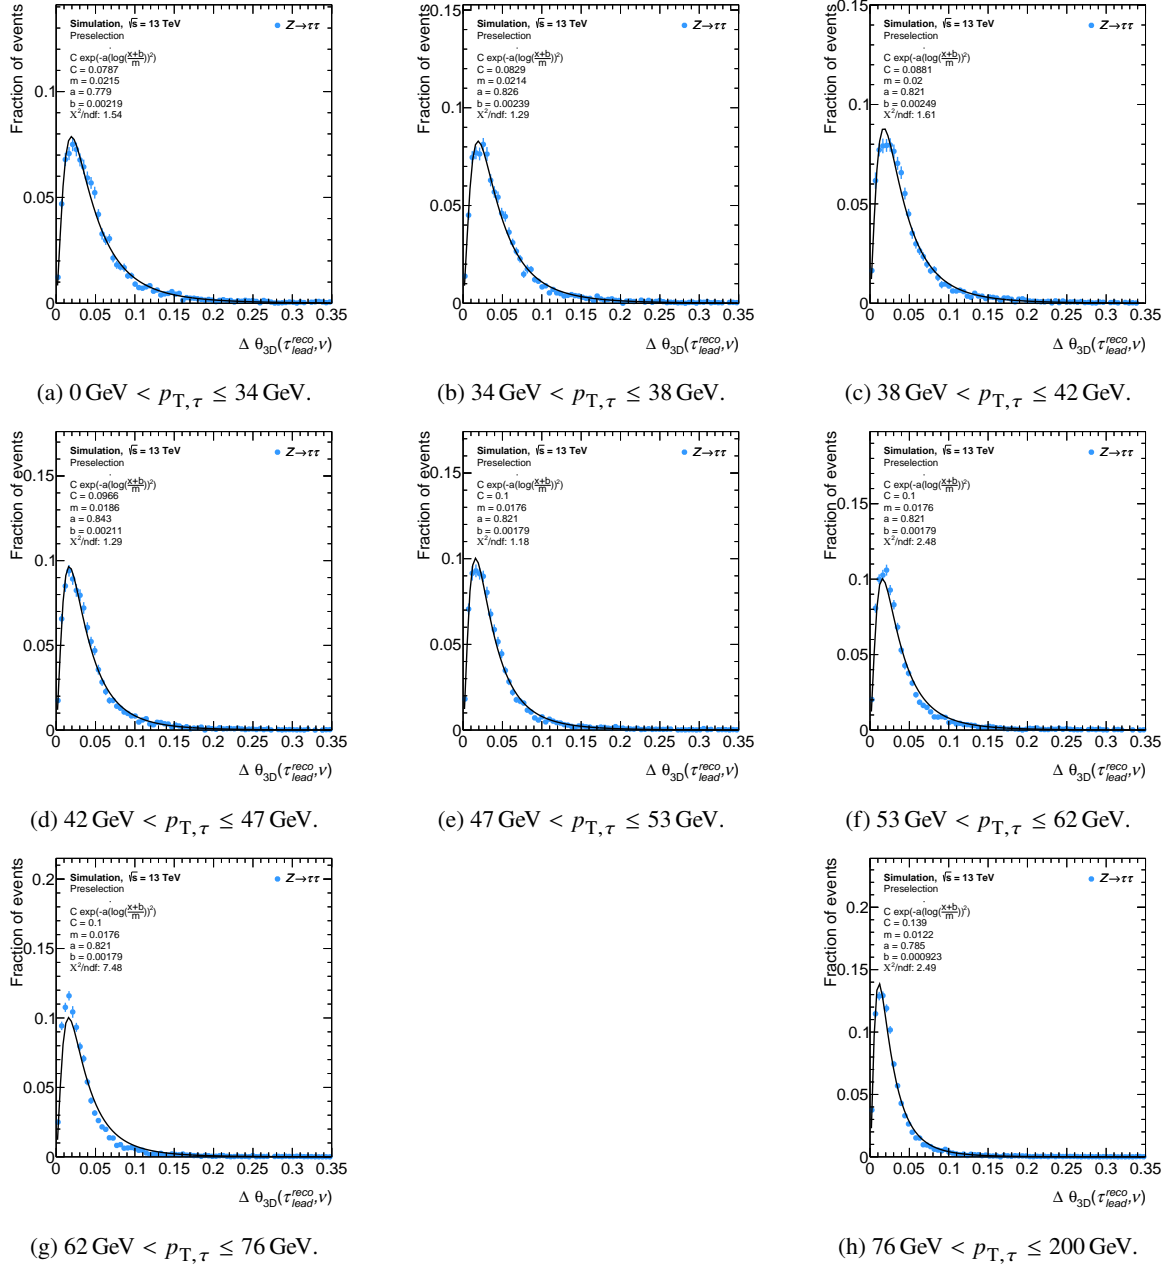 Fraction of events
Simulation, √s = 13 TeV
Preselection
Z→ττ
C exp(-a(log(x+b/m))²)
C = 0.0787
m = 0.0215
a = 0.779
b = 0.00219
X²/ndf: 1.54
0.1
0.05
0
0 0.05 0.1 0.15 0.2 0.25 0.3 0.35
Δ θ3D(τ reco lead, ν)
(a) 0 GeV < pT,τ ≤ 34 GeV.
Fraction of events
Simulation, √s = 13 TeV
Preselection
Z→ττ
C exp(-a(log(x+b/m))²)
C = 0.0829
m = 0.0214
a = 0.826
b = 0.00239
X²/ndf: 1.29
0.15
0.1
0.05
0
0 0.05 0.1 0.15 0.2 0.25 0.3 0.35
Δ θ3D(τ reco lead, ν)
(b) 34 GeV < pT,τ ≤ 38 GeV.
Fraction of events
Simulation, √s = 13 TeV
Preselection
Z→ττ
C exp(-a(log(x+b/m))²)
C = 0.0881
m = 0.02
a = 0.821
b = 0.00249
X²/ndf: 1.61
0.15
0.1
0.05
0
0 0.05 0.1 0.15 0.2 0.25 0.3 0.35
Δ θ3D(τ reco lead, ν)
(c) 38 GeV < pT,τ ≤ 42 GeV.
Fraction of events
Simulation, √s = 13 TeV
Preselection
Z→ττ
C exp(-a(log(x+b/m))²)
C = 0.0966
m = 0.0186
a = 0.843
b = 0.00211
X²/ndf: 1.29
0.15
0.1
0.05
0
0 0.05 0.1 0.15 0.2 0.25 0.3 0.35
Δ θ3D(τ reco lead, ν)
(d) 42 GeV < pT,τ ≤ 47 GeV.
Fraction of events
Simulation, √s = 13 TeV
Preselection
Z→ττ
C exp(-a(log(x+b/m))²)
C = 0.1
m = 0.0176
a = 0.821
b = 0.00179
X²/ndf: 1.18
0.15
0.1
0.05
0
0 0.05 0.1 0.15 0.2 0.25 0.3 0.35
Δ θ3D(τ reco lead, ν)
(e) 47 GeV < pT,τ ≤ 53 GeV.
Fraction of events
Simulation, √s = 13 TeV
Preselection
Z→ττ
C exp(-a(log(x+b/m))²)
C = 0.1
m = 0.0176
a = 0.821
b = 0.00179
X²/ndf: 2.48
0.15
0.1
0.05
0
0 0.05 0.1 0.15 0.2 0.25 0.3 0.35
Δ θ3D(τ reco lead, ν)
(f) 53 GeV < pT,τ ≤ 62 GeV.
Fraction of events
Simulation, √s = 13 TeV
Preselection
Z→ττ
C exp(-a(log(x+b/m))²)
C = 0.1
m = 0.0176
a = 0.821
b = 0.00179
X²/ndf: 7.48
0.2
0.15
0.1
0.05
0
0 0.05 0.1 0.15 0.2 0.25 0.3 0.35
Δ θ3D(τ reco lead, ν)
(g) 62 GeV < pT,τ ≤ 76 GeV.
Fraction of events
Simulation, √s = 13 TeV
Preselection
Z→ττ
C exp(-a(log(x+b/m))²)
C = 0.139
m = 0.0122
a = 0.785
b = 0.000923
X²/ndf: 2.49
0.2
0.15
0.1
0.05
0
0 0.05 0.1 0.15 0.2 0.25 0.3 0.35
Δ θ3D(τ reco lead, ν)
(h) 76 GeV < pT,τ ≤ 200 GeV.